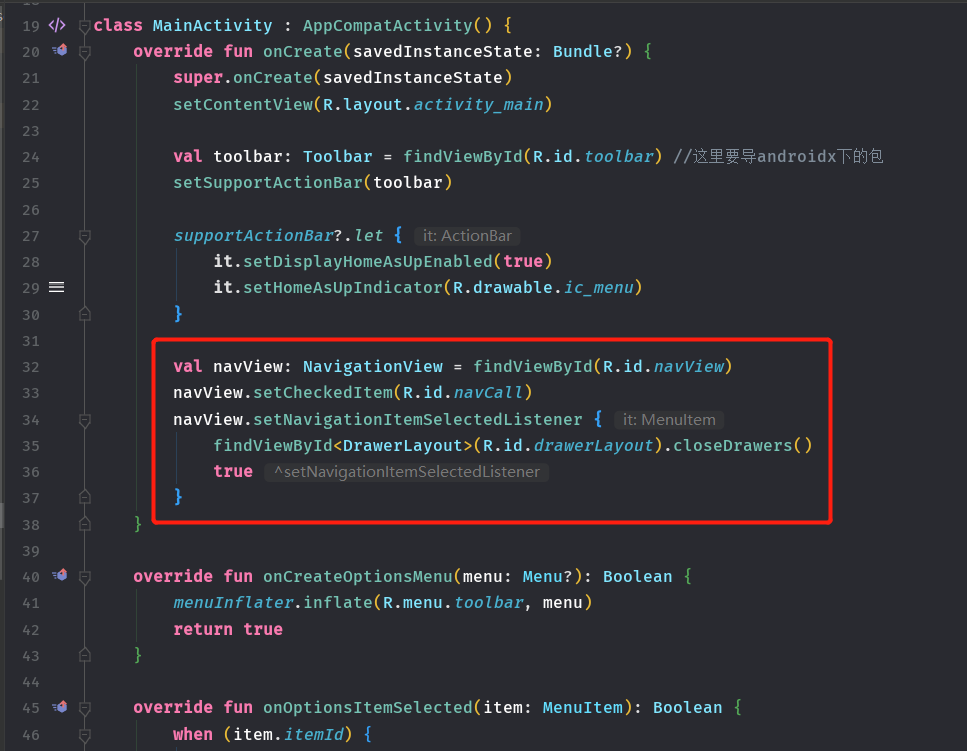 19 class MainActivity : AppCompatActivity() {
20 override fun onCreate(savedInstanceState: Bundle?) {
21 super.onCreate(savedInstanceState)
22 setContentView(R.layout.activity_main)
23
24 val toolbar: Toolbar = findViewById(R.id.toolbar) //这里要导androidx下的包
25 setSupportActionBar(toolbar)
26
27 supportActionBar?.let { it: ActionBar
28 it.setDisplayHomeAsUpEnabled(true)
29 it.setHomeAsUpIndicator(R.drawable.ic_menu)
30 }
31
32 val navView: NavigationView = findViewById(R.id.navView)
33 navView.setCheckedItem(R.id.navCall)
34 navView.setNavigationItemSelectedListener { it: MenuItem
35 findViewById<DrawerLayout>(R.id.drawerLayout).closeDrawers()
36 true ^setNavigationItemSelectedListener
37 }
38 }
39
40 override fun onCreateOptionsMenu(menu: Menu?): Boolean {
41 menuInflater.inflate(R.menu.toolbar, menu)
42 return true
43 }
44
45 override fun onOptionsItemSelected(item: MenuItem): Boolean {
46 when (item.itemId) {